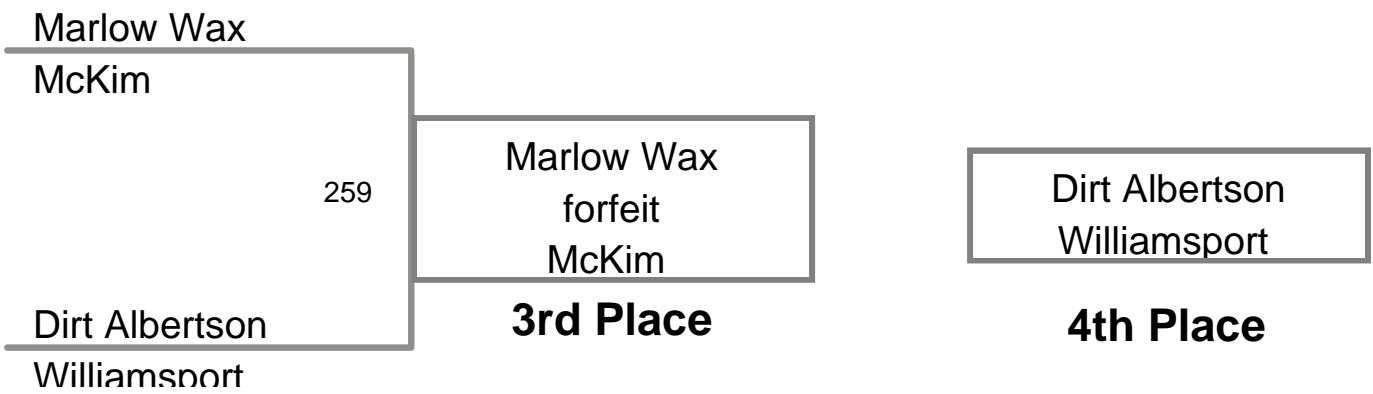 Marlow Wax
McKim
259
Marlow Wax
forfeit
McKim
3rd Place
Dirt Albertson
Williamsport
4th Place
Dirt Albertson
Williamsport